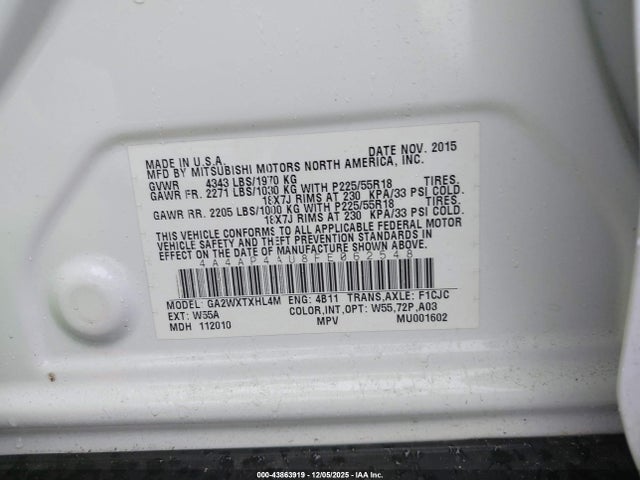 MADE IN U.S.A. DATE NOV. 2015
MFD BY MITSUBISHI MOTORS NORTH AMERICA, INC.
GVWR 4343 LBS/1970 KG
GAWR FR. 2271 LBS/1030 KG WITH P225/55R18 TIRES.
18X7J RIMS AT 230 KPA/33 PSI COLD.
GAWR RR. 2205 LBS/1000 KG WITH P225/55R18 TIRES.
18X7J RIMS AT 230 KPA/33 PSI COLD.
THIS VEHICLE CONFORMS TO ALL APPLICABLE FEDERAL MOTOR
VEHICLE SAFETY AND THEFT PREVENTION STANDARDS IN
EFFECT ON THE DATE OF MANUFACTURE SHOWN ABOVE.
MODEL: GA2WXTXHL4M ENG: 4B11 TRANS,AXLE: F1CJC
EXT: W55A COLOR,INT,OPT: W55,72P,A03
MDH 112010 MPV MU001602
000-43863919 - 12/05/2025 - IAAI.com